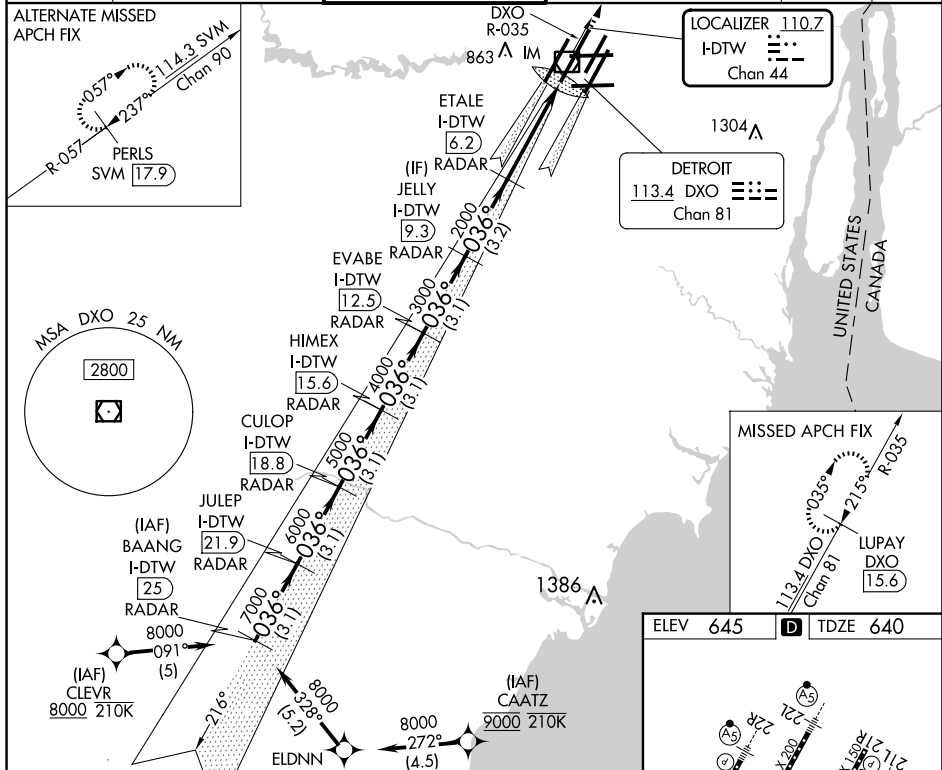 ALTERNATE MISSED
APCH FIX
057°
237°
114.3 SVM
Chan 90
R-057
PERLS
SVM 17.9
DXO
R-035
863
IM
LOCALIZER 110.7
I-DTW
Chan 44
1304
DETROIT
113.4 DXO
Chan 81
ETALE
I-DTW
6.2
RADAR
(IF)
JELLY
I-DTW
9.3
RADAR
2000
036°
(3.2)
EVABE
I-DTW
12.5
RADAR
3000
036°
(3.1)
HIMEX
I-DTW
15.6
RADAR
4000
036°
(3.1)
CULOP
I-DTW
18.8
RADAR
5000
036°
(3.1)
JULEP
I-DTW
21.9
RADAR
6000
036°
(3.1)
(IAF)
BAANG
I-DTW
25
RADAR
7000
036°
(3.1)
MSA DXO 25 NM
2800
UNITED STATES
CANADA
MISSED APCH FIX
035°
215°
R-035
113.4 DXO
Chan 81
LUPAY
DXO
15.6
1386
8000
091°
(5)
(IAF)
CLEVR
8000 210K
216°
8000
328°
(5.2)
ELDNN
8000
272°
(4.5)
(IAF)
CAATZ
9000 210K
ELEV 645
D
TDZE 640
A5
22R
A5
22L
X 200
X 150
21L